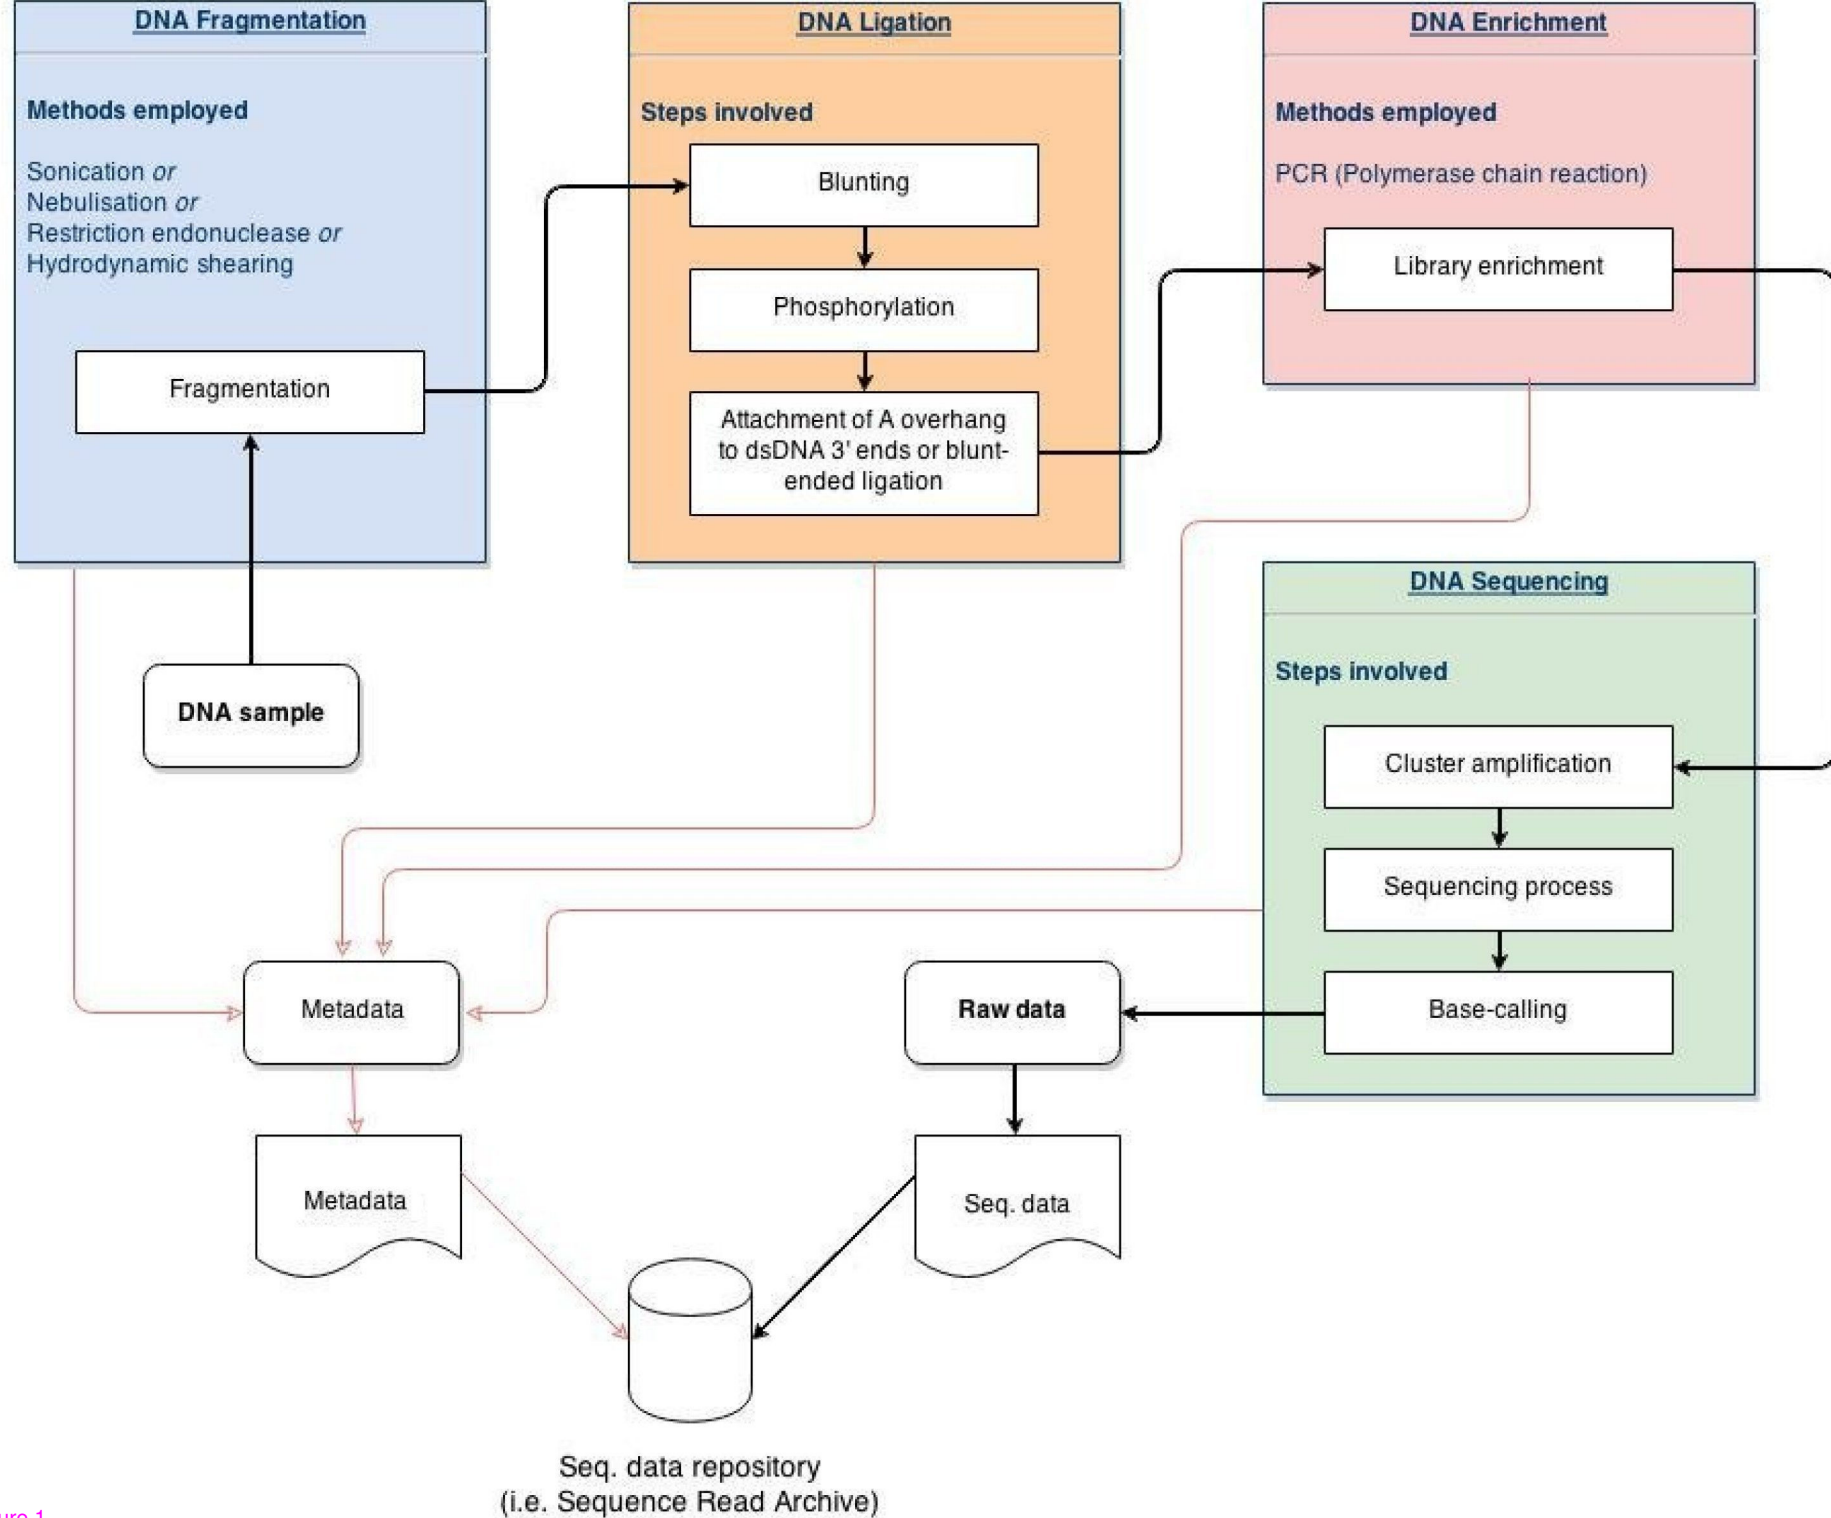 DNA Fragmentation
Methods employed
Sonication or
Nebulisation or
Restriction endonuclease or
Hydrodynamic shearing
Fragmentation
DNA sample
DNA Ligation
Steps involved
Blunting
Phosphorylation
Attachment of A overhang
to dsDNA 3' ends or blunt-
ended ligation
DNA Enrichment
Methods employed
PCR (Polymerase chain reaction)
Library enrichment
DNA Sequencing
Steps involved
Cluster amplification
Sequencing process
Base-calling
Metadata
Raw data
Metadata
Seq. data
Seq. data repository
(i.e. Sequence Read Archive)